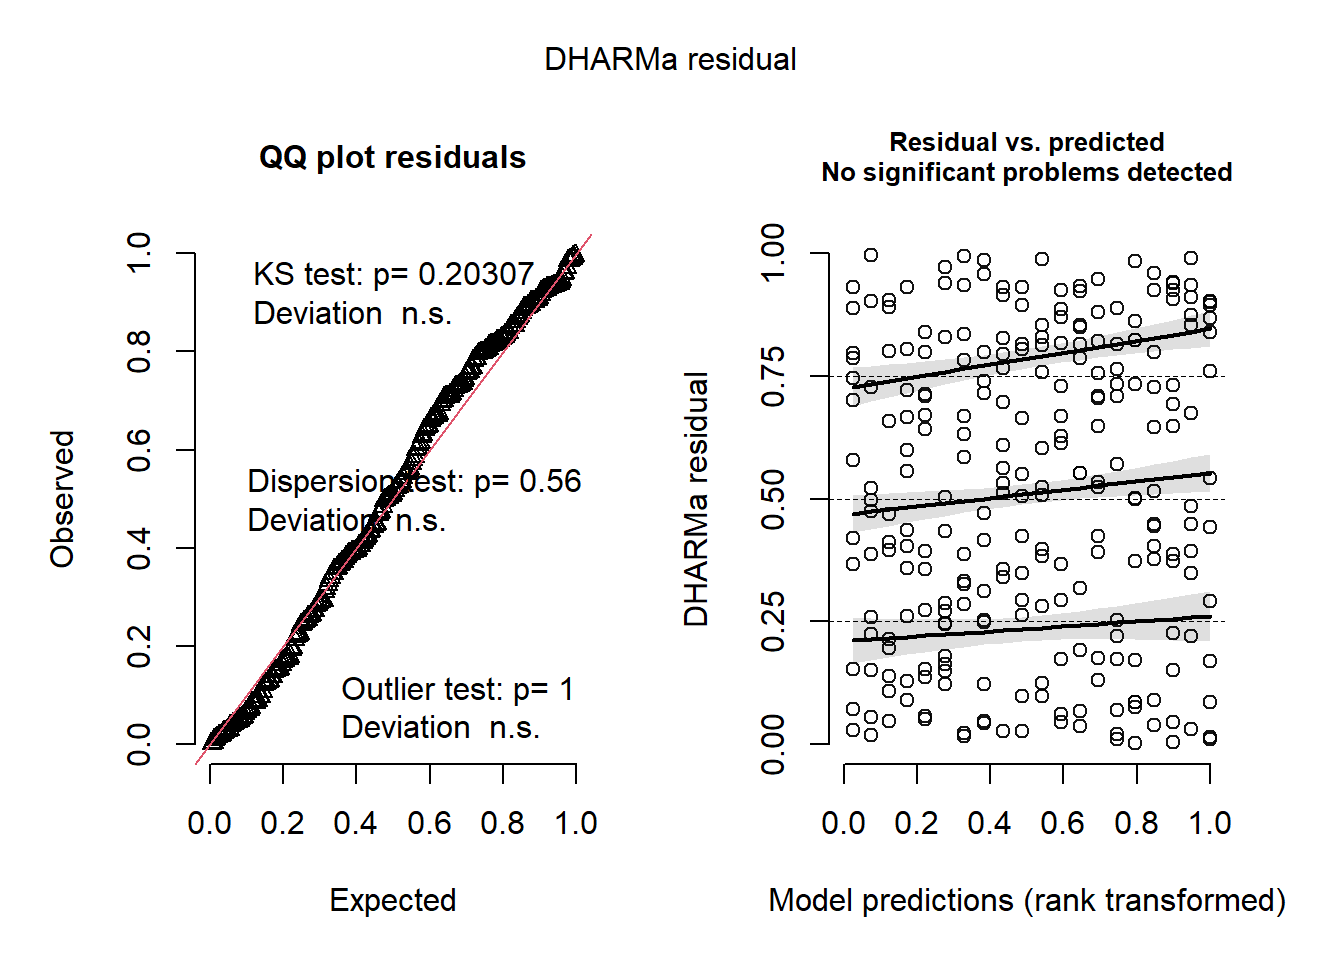 DHARMa residual
QQ plot residuals
KS test: p= 0.20307
Deviation  n.s.
Dispersion test: p= 0.56
Deviation  n.s.
Outlier test: p= 1
Deviation  n.s.
Observed
0.0 0.2 0.4 0.6 0.8 1.0
0.0 0.2 0.4 0.6 0.8 1.0
Expected
Residual vs. predicted
No significant problems detected
DHARMa residual
0.00 0.25 0.50 0.75 1.00
0.0 0.2 0.4 0.6 0.8 1.0
Model predictions (rank transformed)